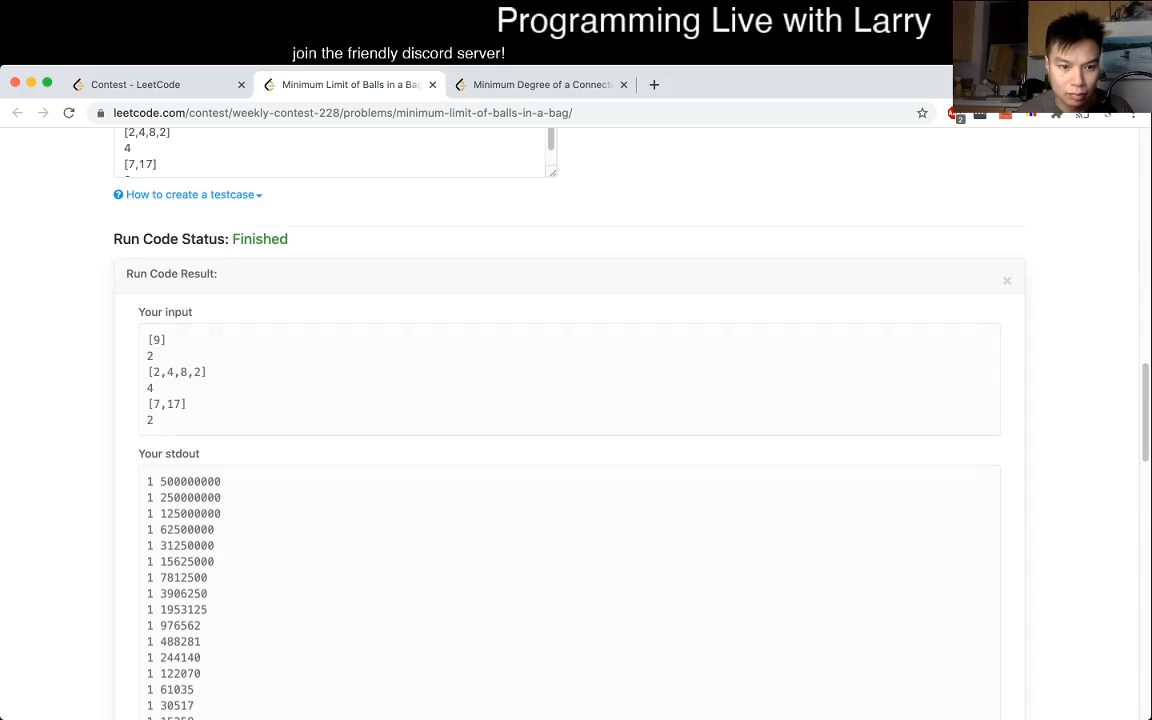 Programming Live with Larry
join the friendly discord server!
Contest - LeetCode
Minimum Limit of Balls in a Bag
Minimum Degree of a Connect
leetcode.com/contest/weekly-contest-228/problems/minimum-limit-of-balls-in-a-bag/
2
[2,4,8,2]
4
[7,17]
How to create a testcase
Run Code Status: Finished
Run Code Result:
Your input
[9]
2
[2,4,8,2]
4
[7,17]
2
Your stdout
1 500000000
1 250000000
1 125000000
1 62500000
1 31250000
1 15625000
1 7812500
1 3906250
1 1953125
1 976562
1 488281
1 244140
1 122070
1 61035
1 30517